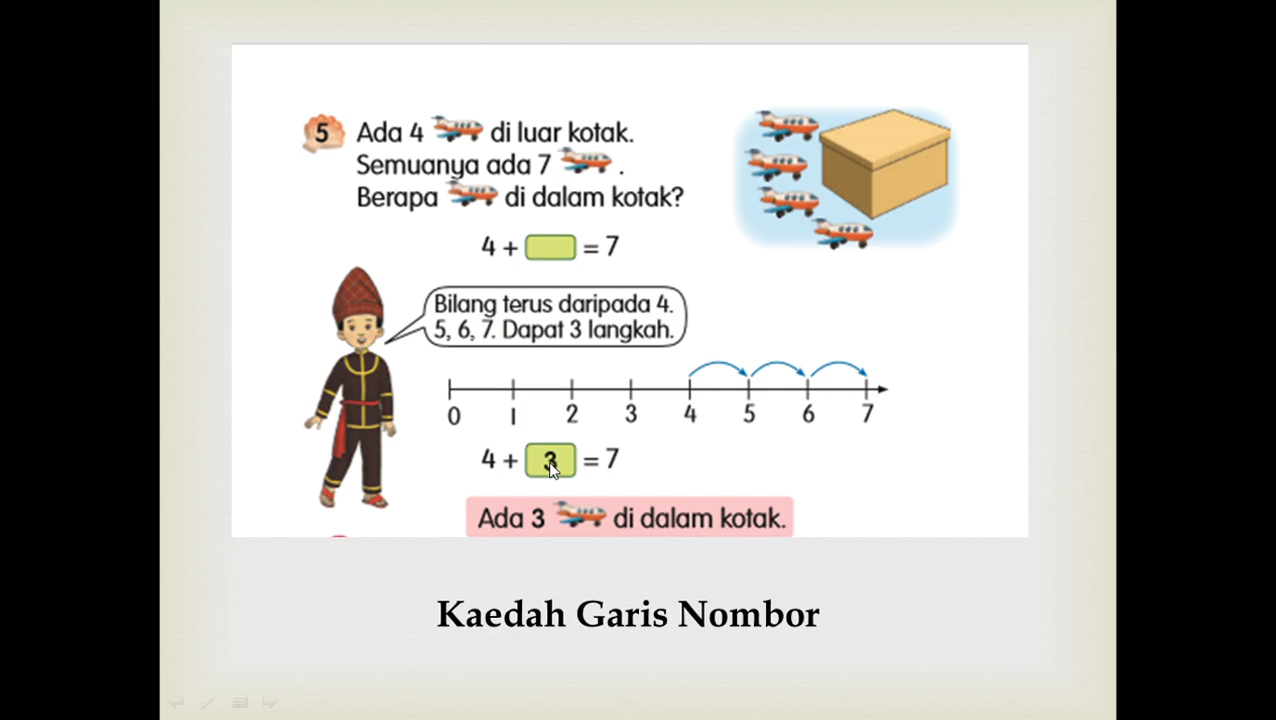 5 Ada 4 di luar kotak.
Semuanya ada 7 .
Berapa di dalam kotak?
4 + = 7
Bilang terus daripada 4.
5, 6, 7. Dapat 3 langkah.
0 1 2 3 4 5 6 7
4 + 3 = 7
Ada 3 di dalam kotak.
Kaedah Garis Nombor